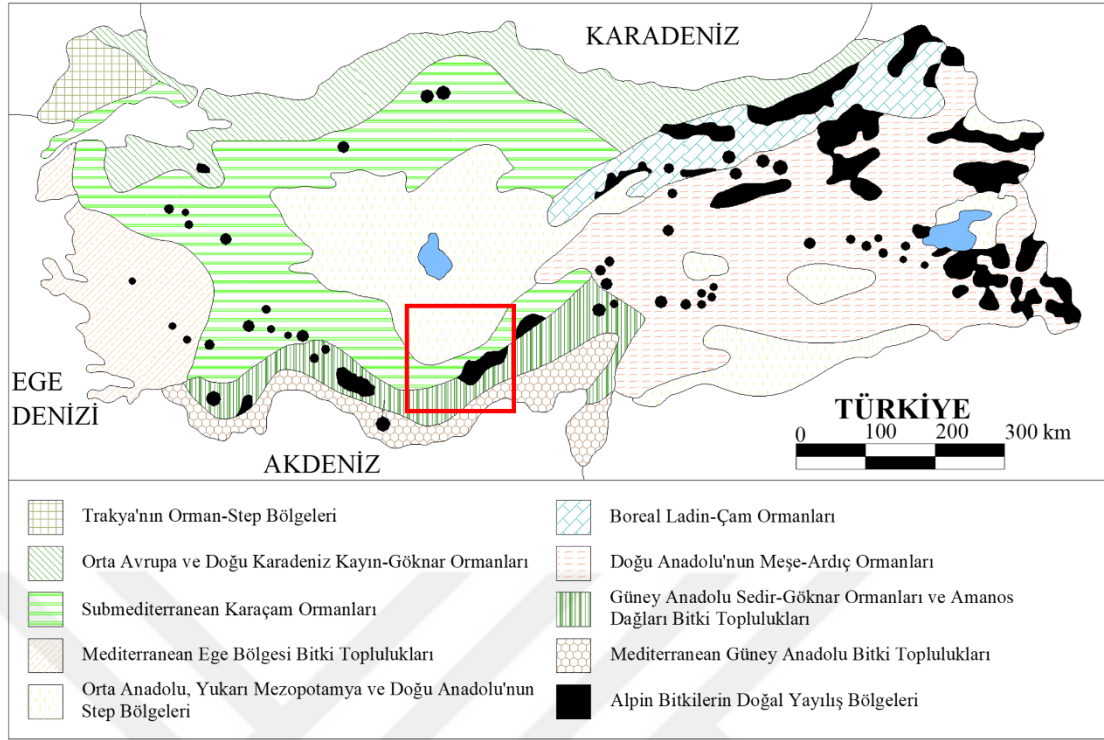 KARADENİZ
EGE
DENİZİ
AKDENİZ
TÜRKİYE
0 100 200 300 km
Trakya'nın Orman-Step Bölgeleri
Orta Avrupa ve Doğu Karadeniz Kayın-Göknar Ormanları
Submediterranean Karaçam Ormanları
Mediterranean Ege Bölgesi Bitki Toplulukları
Orta Anadolu, Yukarı Mezopotamya ve Doğu Anadolu'nun
Step Bölgeleri
Boreal Ladin-Çam Ormanları
Doğu Anadolu'nun Meşe-Ardıç Ormanları
Güney Anadolu Sedir-Göknar Ormanları ve Amanos
Dağları Bitki Toplulukları
Mediterranean Güney Anadolu Bitki Toplulukları
Alpin Bitkilerin Doğal Yayılış Bölgeleri